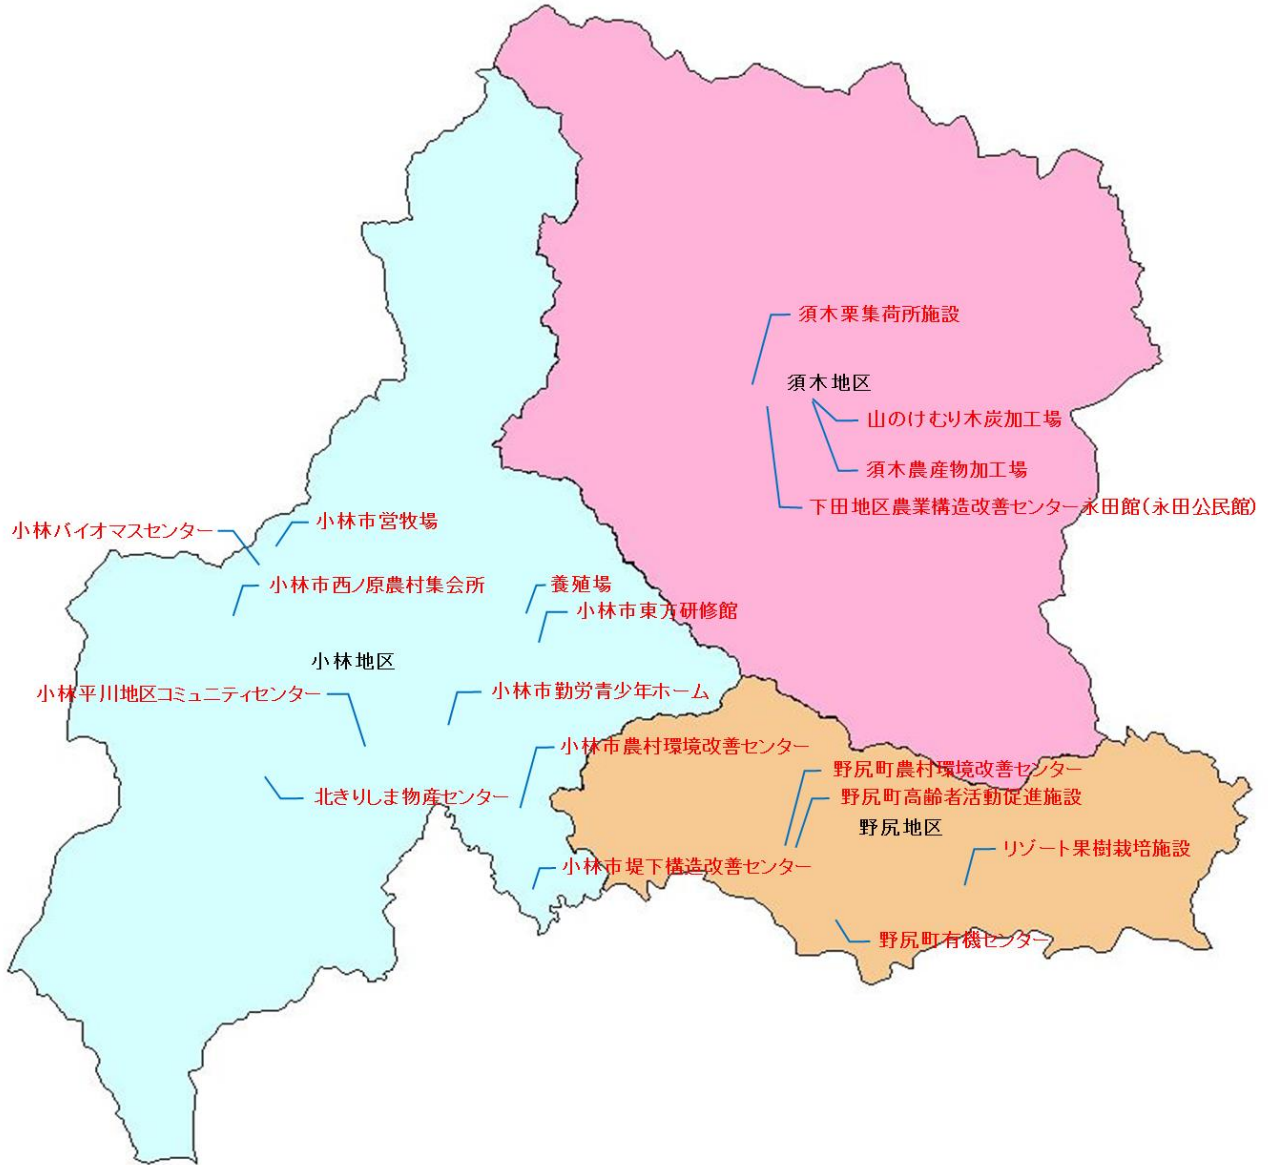 須木栗集荷所施設
須木地区
山のけむり木炭加工場
須木農産物加工場
下田地区農業構造改善センター永田館(永田公民館)
小林市営牧場
小林バイオマスセンター
小林市西ノ原農村集会所
養殖場
小林市東方研修館
小林地区
小林平川地区コミュニティセンター
小林市勤労青少年ホーム
小林市農村環境改善センター
野尻町農村環境改善センター
北きりしま物産センター
野尻町高齢者活動促進施設
野尻地区
リゾート果樹栽培施設
小林市堤下構造改善センター
野尻町有機センター